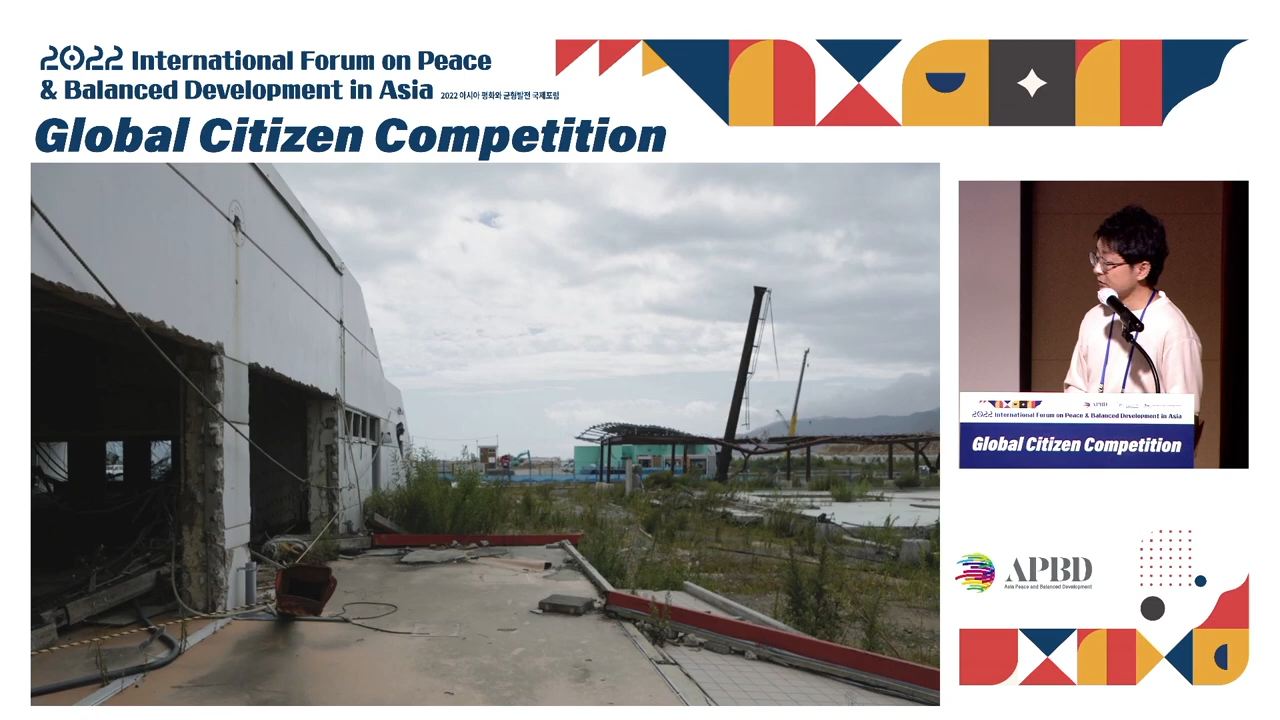 2022 International Forum on Peace
& Balanced Development in Asia 2022 아시아 평화와 균형발전 국제포럼
Global Citizen Competition
APBD
2022 International Forum on Peace & Balanced Development in Asia
Global Citizen Competition
APBD
Asia Peace and Balanced Development